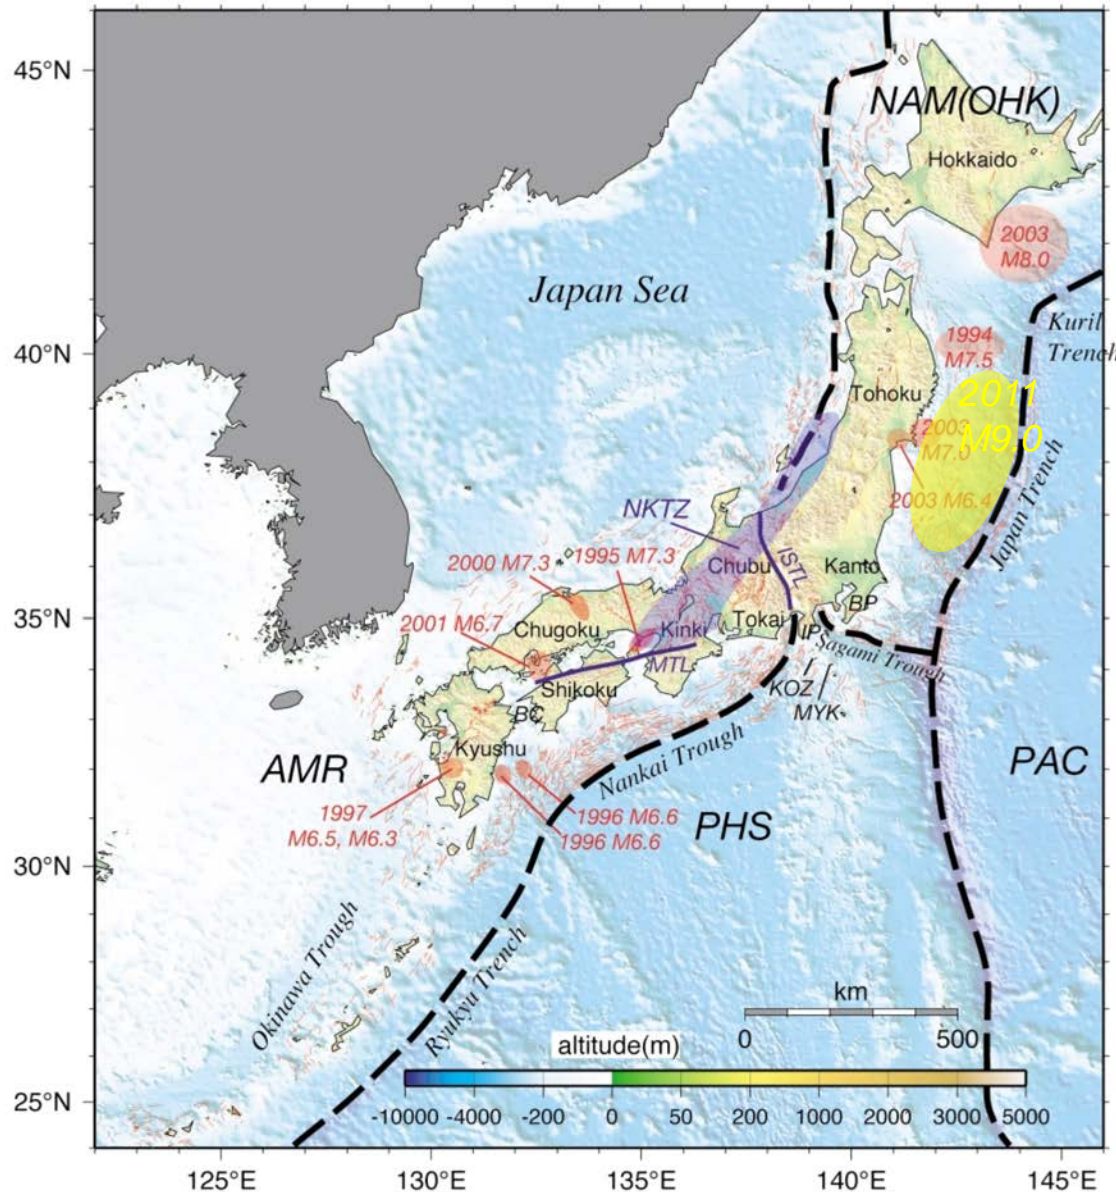 45°N
NAM(OHK)
Hokkaido
2003
M8.0
Japan Sea
Kuril
Trench
40°N
1994
M7.5
Tohoku
2011
M9.0
2003
M7.0
2003 M6.4
Japan Trench
NKTZ
2000 M7.3
1995 M7.3
Chubu
ISTL
Kanto
35°N
2001 M6.7
Chugoku
Kinki
Tokai
BP
IP
Sagami Trough
MTL
Shikoku
KOZ
MYK
BC
Kyushu
AMR
Nankai Trough
PAC
1997
M6.5, M6.3
1996 M6.6
1996 M6.6
PHS
30°N
Okinawa Trough
Ryukyu Trench
km
0 500
altitude(m)
-10000 -4000 -200 0 50 200 1000 2000 3000 5000
25°N
125°E 130°E 135°E 140°E 145°E